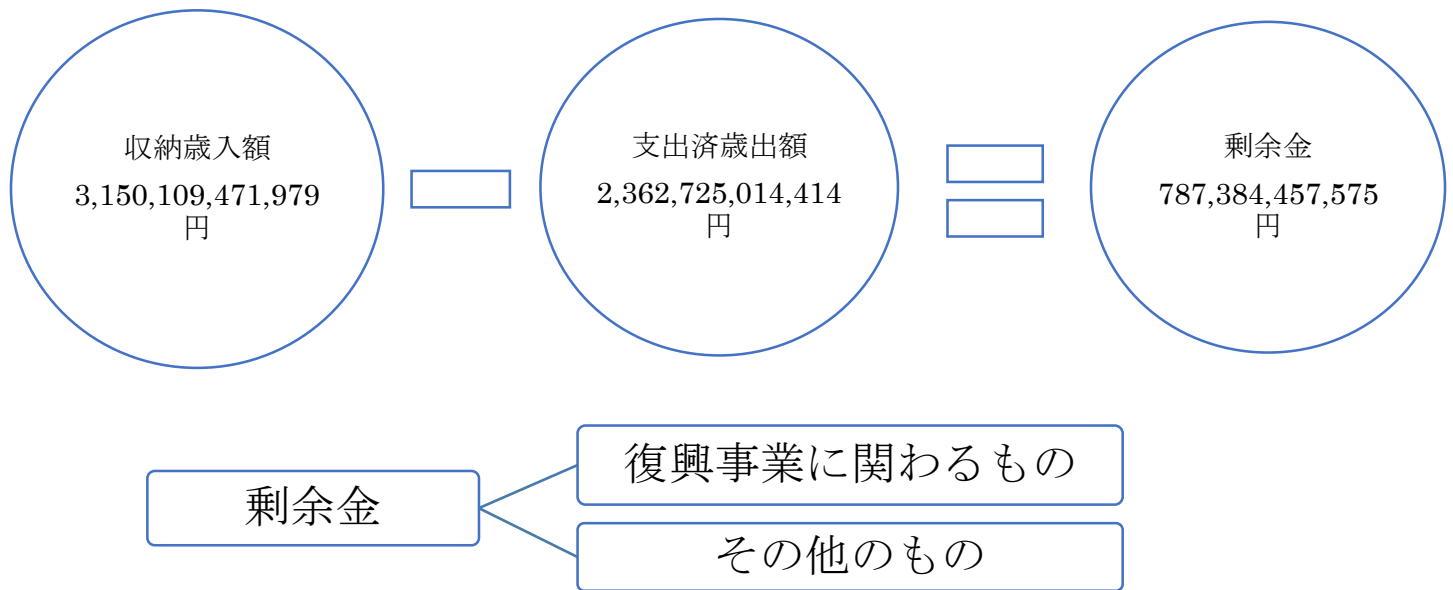 収納歳入額
3,150,109,471,979
円
支出済歳出額
2,362,725,014,414
円
剰余金
787,384,457,575
円
剰余金
復興事業に関わるもの
その他のもの